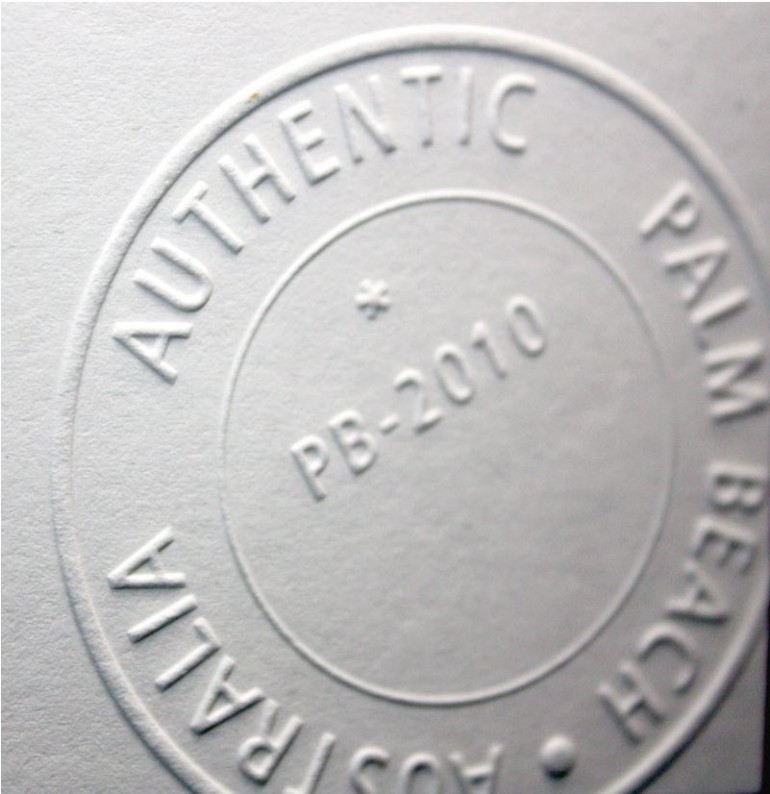 AUTHENTIC PALM BEACH • AUSTRALIA
*
PB-2010